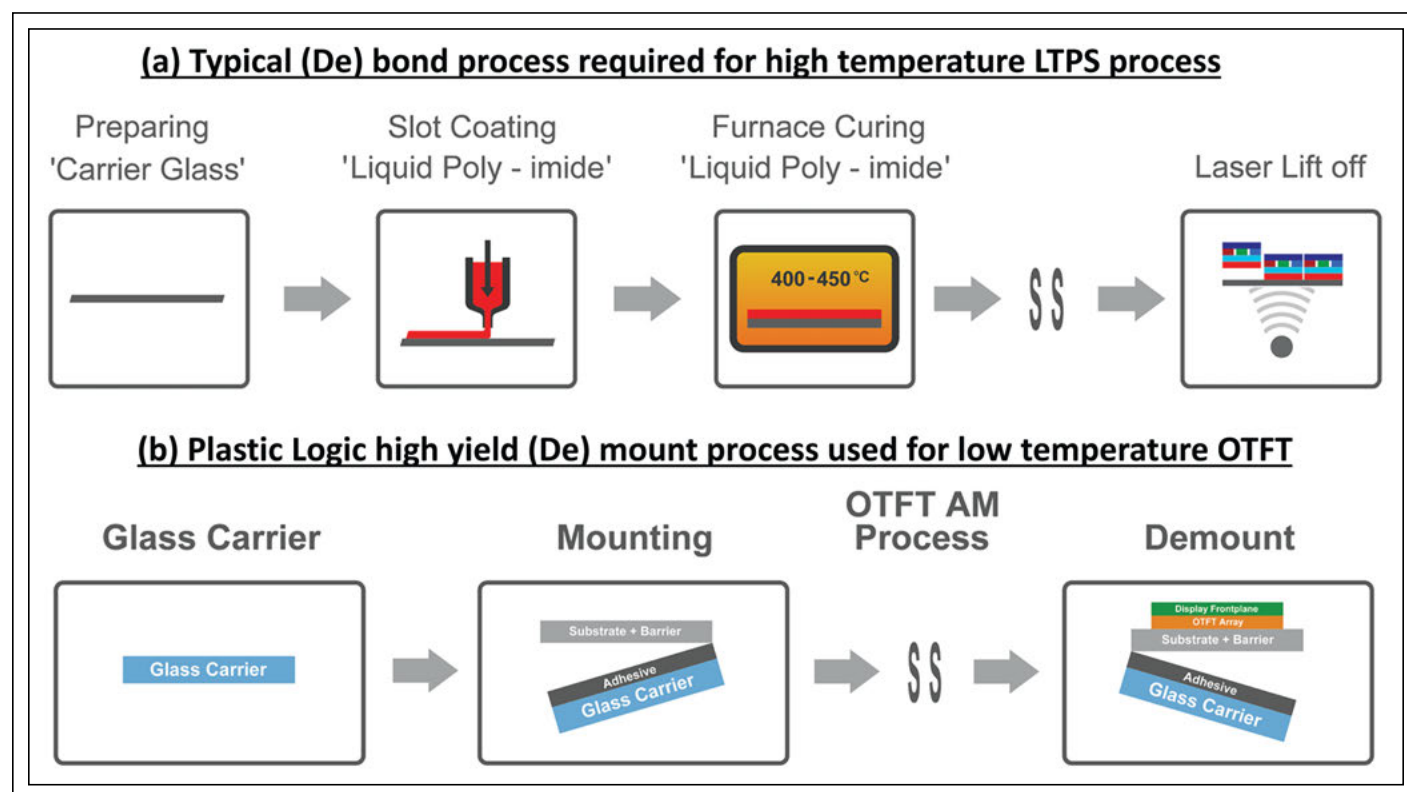 (a) Typical (De) bond process required for high temperature LTPS process
Preparing
'Carrier Glass'
Slot Coating
'Liquid Poly - imide'
Furnace Curing
'Liquid Poly - imide'
Laser Lift off
400-450 °C
S S
(b) Plastic Logic high yield (De) mount process used for low temperature OTFT
Glass Carrier
Mounting
OTFT AM
Process
Demount
Glass Carrier
Substrate + Barrier
Adhesive
Glass Carrier
S S
Display Frontplane
OTFT Array
Substrate + Barrier
Adhesive
Glass Carrier